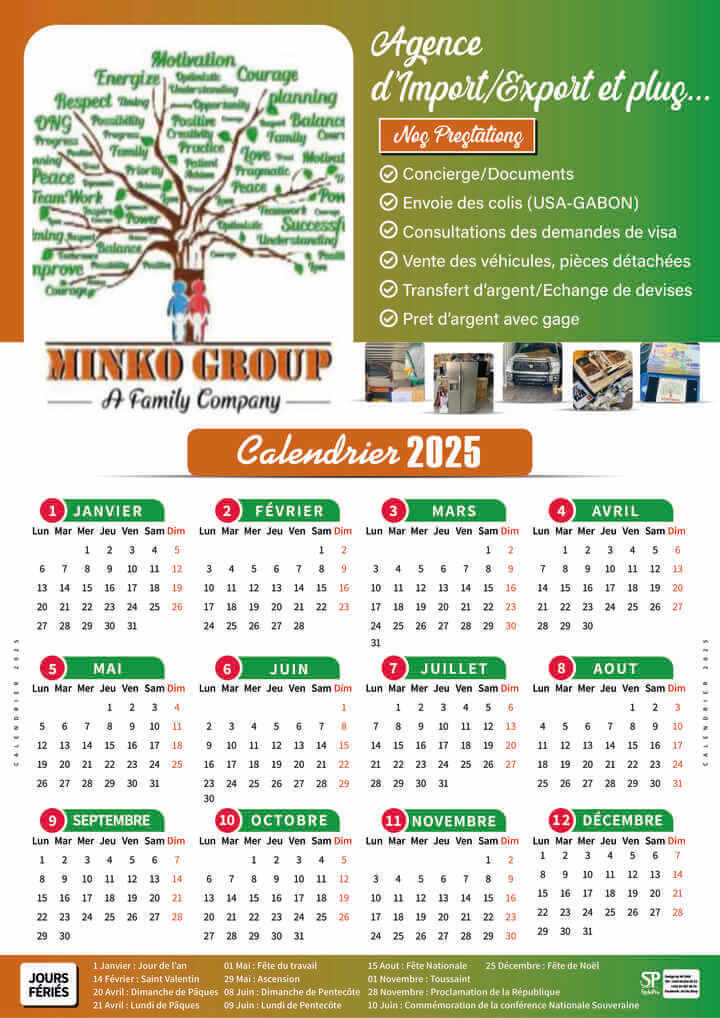 Motivation
Energize
Optimistic
Courage
Understanding
Respect
Timing
Opportunity
planning
ONG
Possibility
Positive
Balance
Progress
Progress
Creativity
Family
Family
Practice
Love
Priority
Patient
Pragmatic
Peace
Peace
TeamWork
Inspire
Power
Teamwork
Balance
Understanding
Positive
Courage
Love
MINKO GROUP
A Family Company
Agence
d'Import/Export et plus...
Nos Prestations
Concierge/Documents
Envoie des colis (USA-GABON)
Consultations des demandes de visa
Vente des véhicules, pièces détachées
Transfert d'argent/Echange de devises
Pret d'argent avec gage
Calendrier 2025
CALENDRIER 2025
CALENDRIER 2025
1 JANVIER
Lun Mar Mer Jeu Ven Sam Dim
1 2 3 4 5
6 7 8 9 10 11 12
13 14 15 16 17 18 19
20 21 22 23 24 25 26
27 28 29 30 31
2 FÉVRIER
Lun Mar Mer Jeu Ven Sam Dim
1 2
3 4 5 6 7 8 9
10 11 12 13 14 15 16
17 18 19 20 21 22 23
24 25 26 27 28
3 MARS
Lun Mar Mer Jeu Ven Sam Dim
1 2
3 4 5 6 7 8 9
10 11 12 13 14 15 16
17 18 19 20 21 22 23
24 25 26 27 28 29 30
31
4 AVRIL
Lun Mar Mer Jeu Ven Sam Dim
1 2 3 4 5 6
7 8 9 10 11 12 13
14 15 16 17 18 19 20
21 22 23 24 25 26 27
28 29 30
5 MAI
Lun Mar Mer Jeu Ven Sam Dim
1 2 3 4
5 6 7 8 9 10 11
12 13 14 15 16 17 18
19 20 21 22 23 24 25
26 27 28 29 30 31
6 JUIN
Lun Mar Mer Jeu Ven Sam Dim
1
2 3 4 5 6 7 8
9 10 11 12 13 14 15
16 17 18 19 20 21 22
23 24 25 26 27 28 29
30
7 JUILLET
Lun Mar Mer Jeu Ven Sam Dim
1 2 3 4 5 6
7 8 9 10 11 12 13
14 15 16 17 18 19 20
21 22 23 24 25 26 27
28 29 30 31
8 AOUT
Lun Mar Mer Jeu Ven Sam Dim
1 2 3
4 5 6 7 8 9 10
11 12 13 14 15 16 17
18 19 20 21 22 23 24
25 26 27 28 29 30 31
9 SEPTEMBRE
Lun Mar Mer Jeu Ven Sam Dim
1 2 3 4 5 6 7
8 9 10 11 12 13 14
15 16 17 18 19 20 21
22 23 24 25 26 27 28
29 30
10 OCTOBRE
Lun Mar Mer Jeu Ven Sam Dim
1 2 3 4 5
6 7 8 9 10 11 12
13 14 15 16 17 18 19
20 21 22 23 24 25 26
27 28 29 30 31
11 NOVEMBRE
Lun Mar Mer Jeu Ven Sam Dim
1 2
3 4 5 6 7 8 9
10 11 12 13 14 15 16
17 18 19 20 21 22 23
24 25 26 27 28 29 30
12 DÉCEMBRE
Lun Mar Mer Jeu Ven Sam Dim
1 2 3 4 5 6 7
8 9 10 11 12 13 14
15 16 17 18 19 20 21
22 23 24 25 26 27 28
29 30 31
JOURS
FÉRIÉS
1 Janvier : Jour de l'an
14 Février : Saint Valentin
20 Avril : Dimanche de Pâques
21 Avril : Lundi de Pâques
01 Mai : Fête du travail
29 Mai : Ascension
08 Juin : Dimanche de Pentecôte
09 Juin : Lundi de Pentecôte
15 Aout : Fête Nationale
01 Novembre : Toussaint
28 Novembre : Proclamation de la République
10 Juin : Commémoration de la conférence Nationale Souveraine
25 Décembre : Fête de Noël
SP